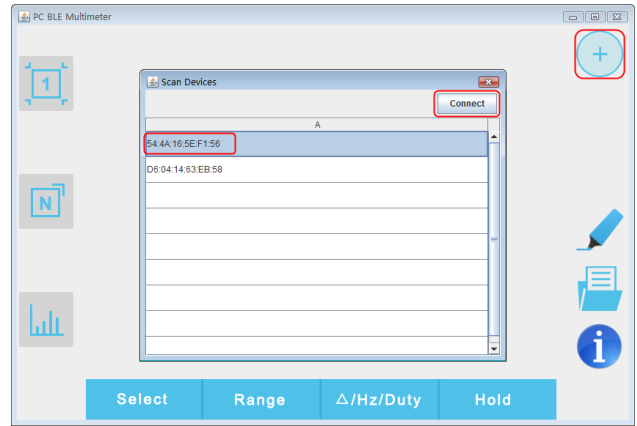 PC BLE Multimeter
+
1
Scan Devices
Connect
A
54:4A:16:5E:F1:56
D6:04:14:63:EB:58
N
i
Select Range △/Hz/Duty Hold